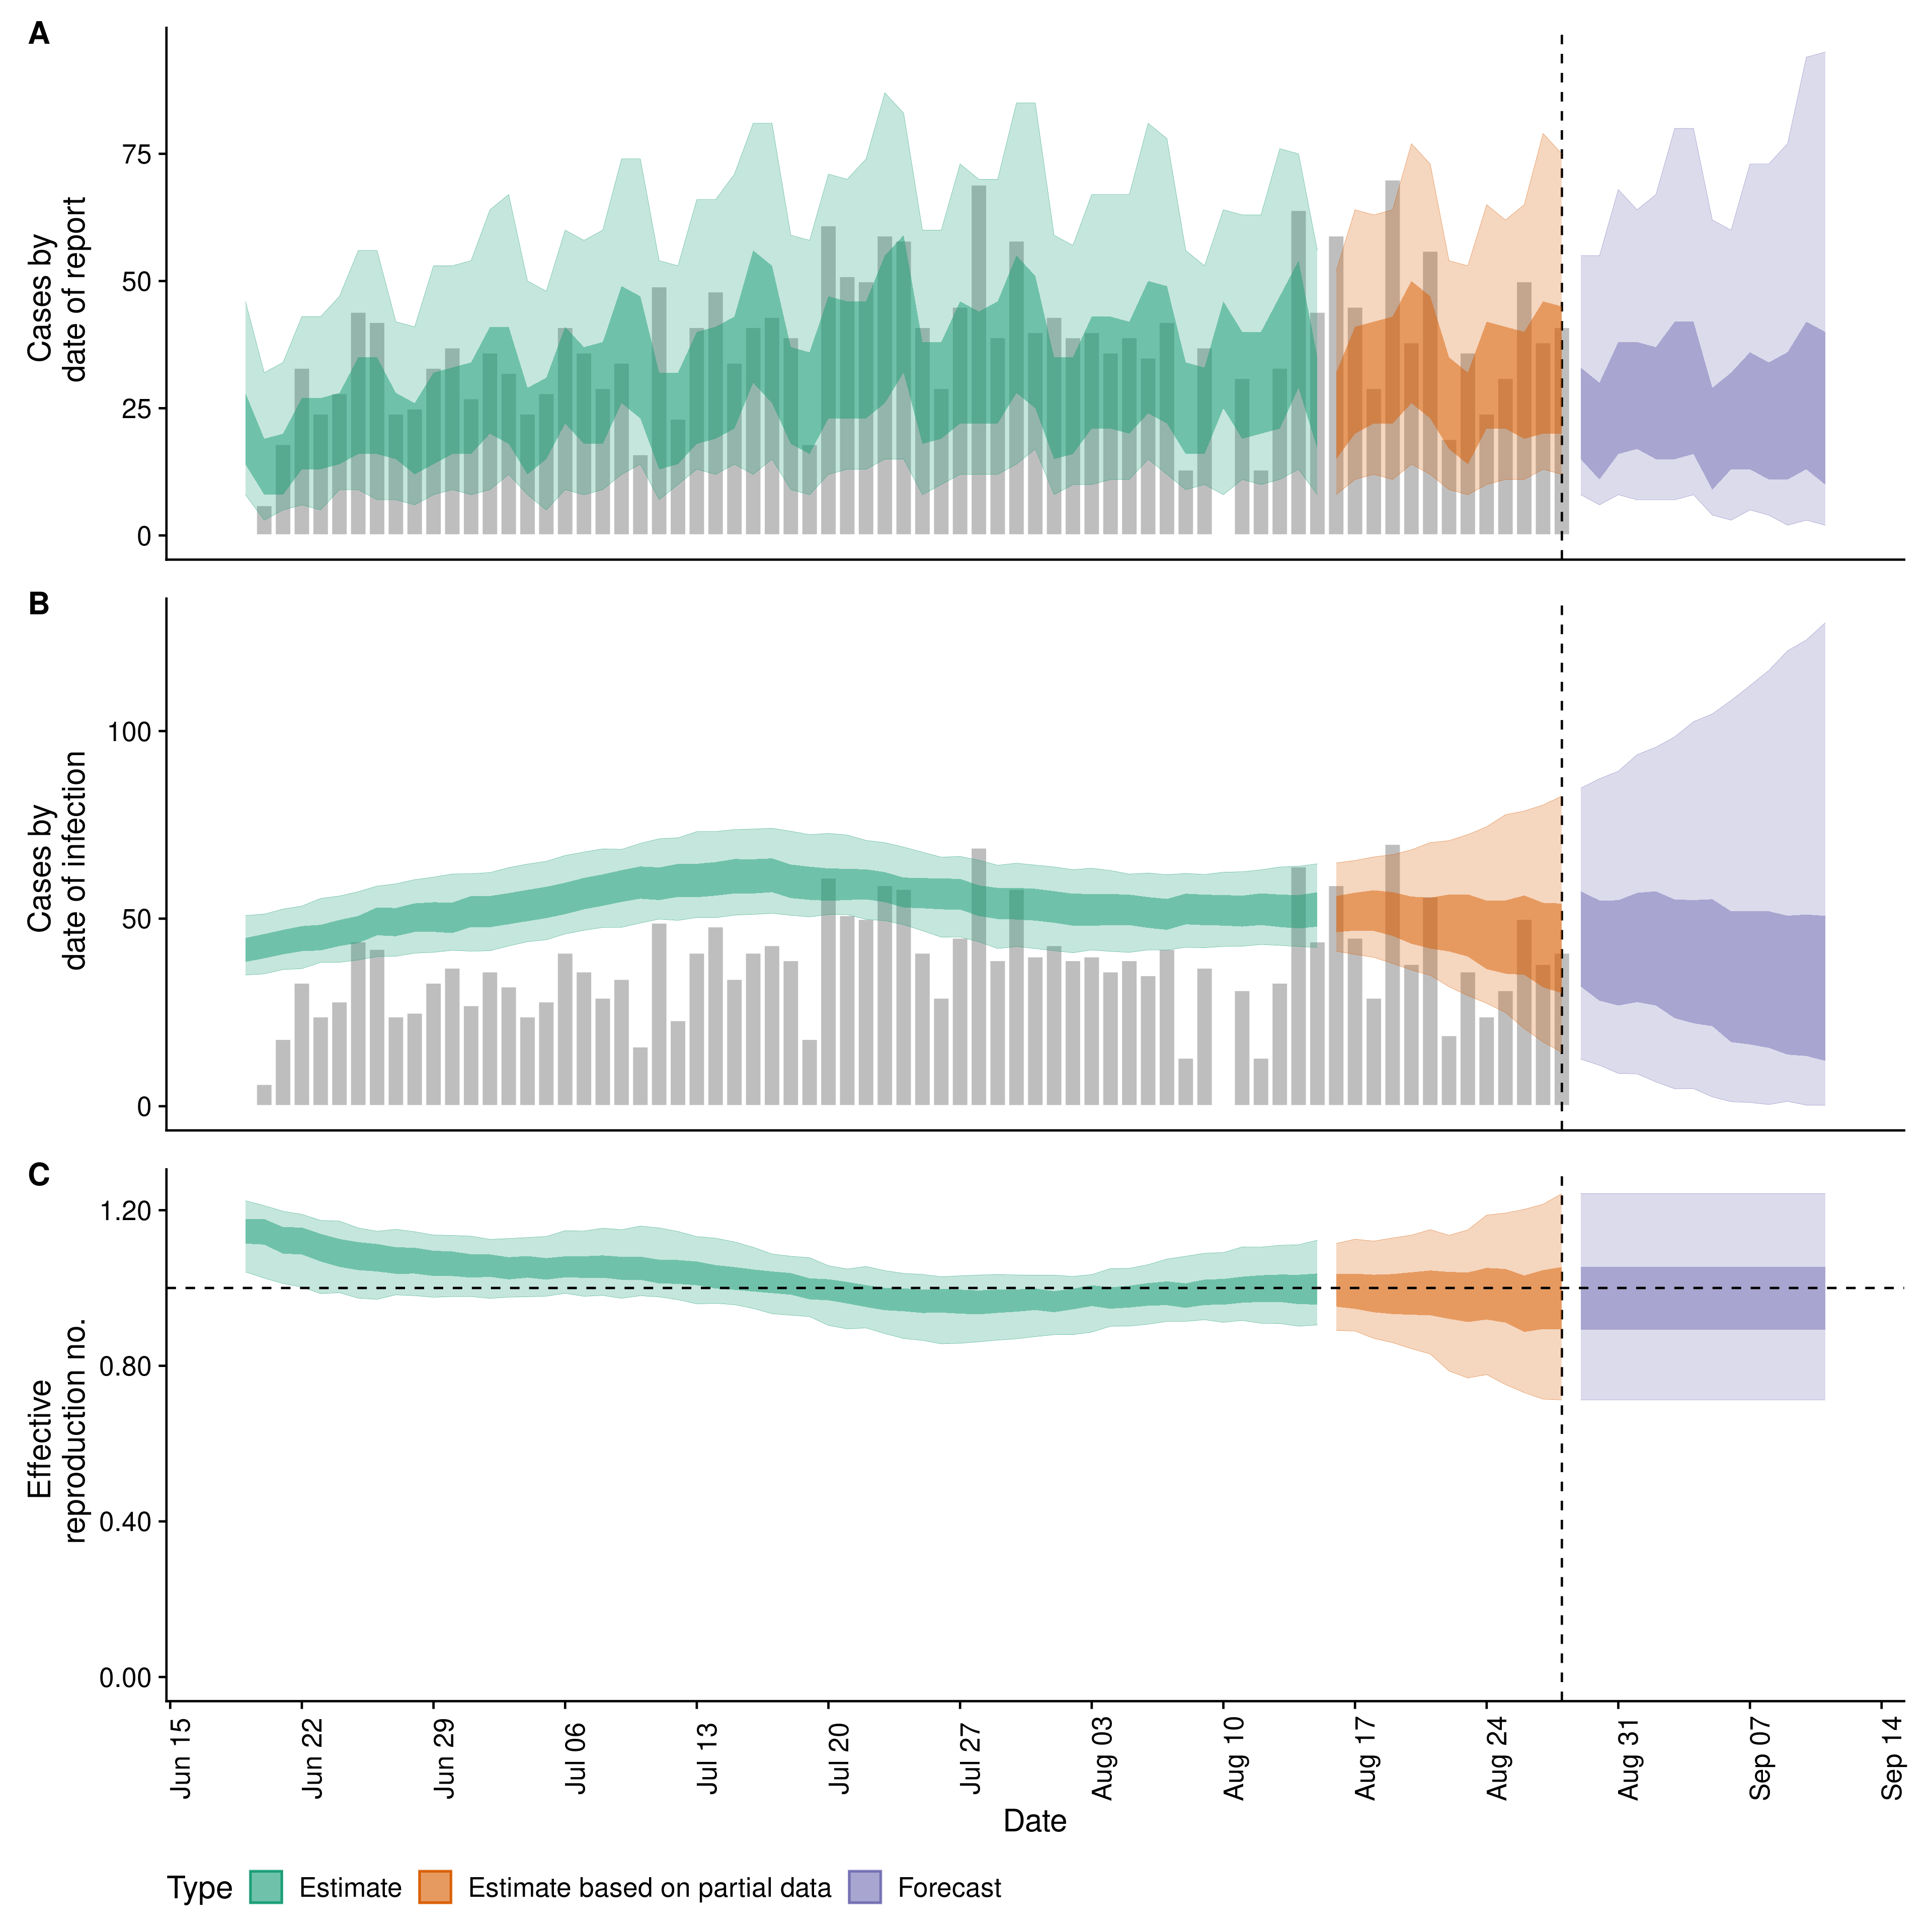 A
Cases by
date of report
75
50
25
0
B
Cases by
date of infection
100
50
0
C
Effective
reproduction no.
1.20
0.80
0.40
0.00
Jun 15
Jun 22
Jun 29
Jul 06
Jul 13
Jul 20
Jul 27
Aug 03
Aug 10
Aug 17
Aug 24
Aug 31
Sep 07
Sep 14
Date
Type Estimate Estimate based on partial data Forecast